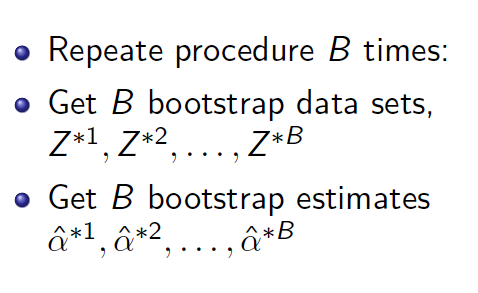 • Repeate procedure B times:
• Get B bootstrap data sets,
Z*¹, Z*², . . . , Z*ᴮ
• Get B bootstrap estimates
α̂*¹, α̂*², . . . , α̂*ᴮ